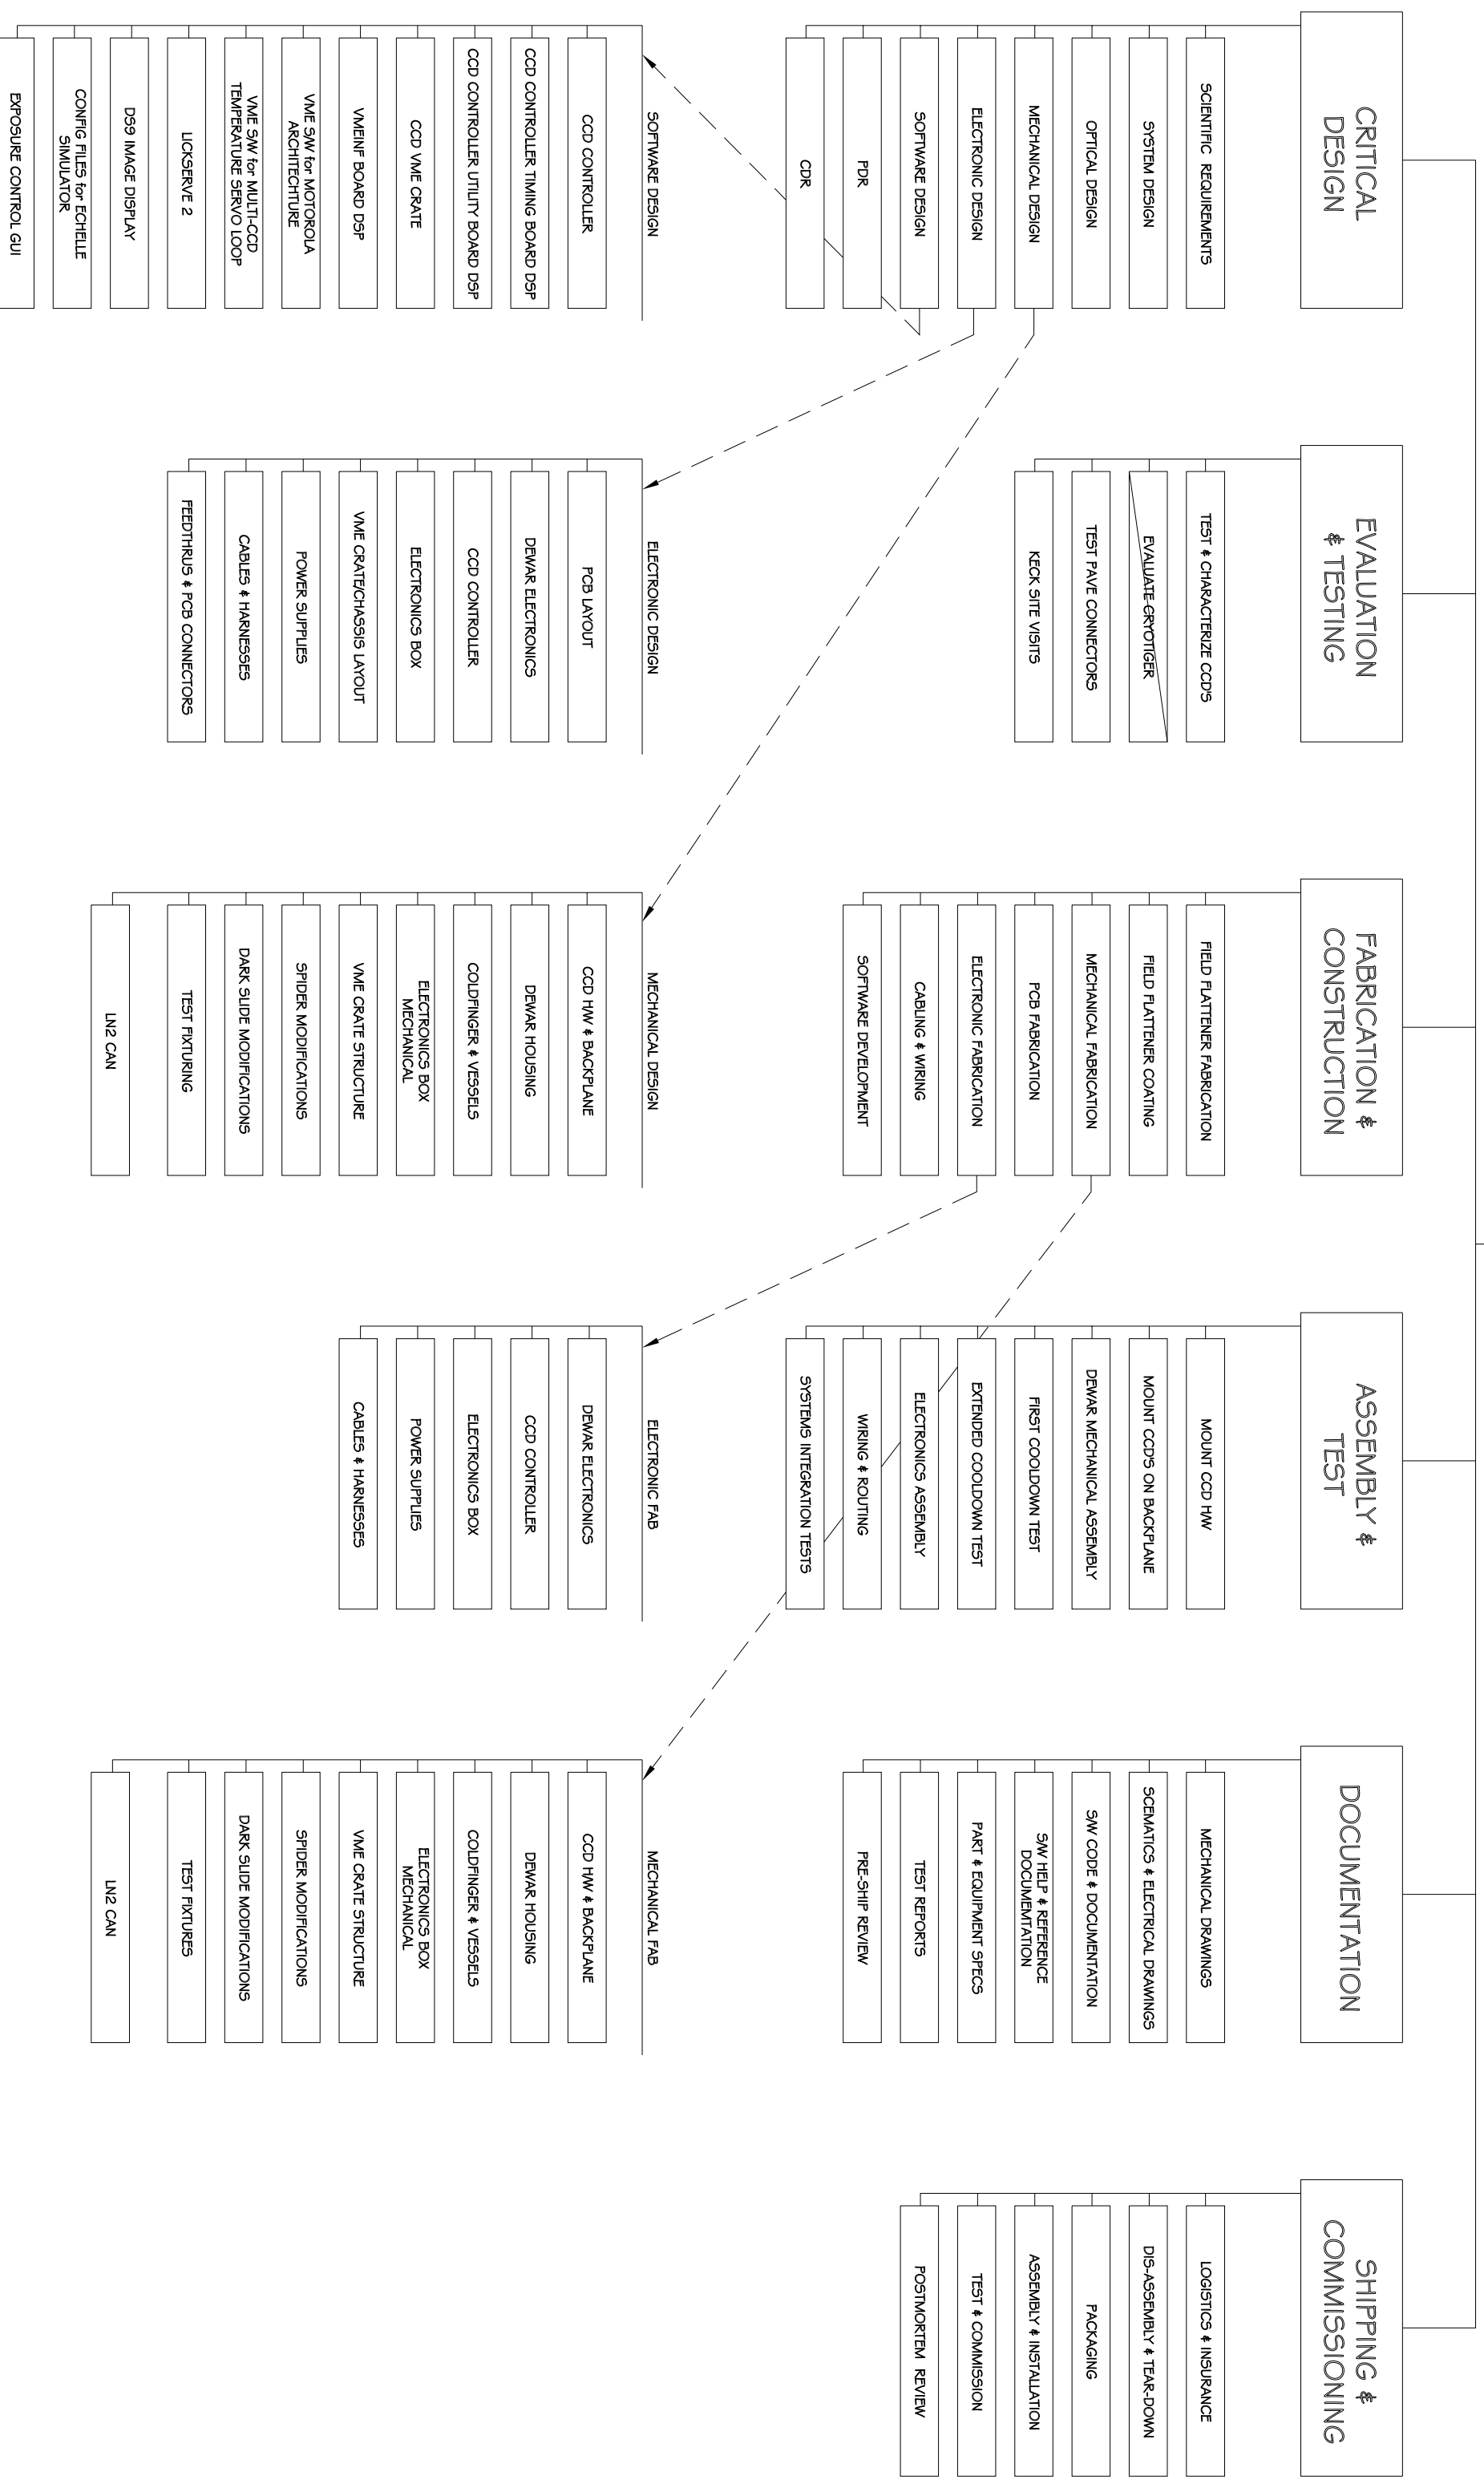 CRITICAL
DESIGN
SCIENTIFIC REQUIREMENTS
SYSTEM DESIGN
OPTICAL DESIGN
MECHANICAL DESIGN
ELECTRONIC DESIGN
SOFTWARE DESIGN
PDR
CDR
EVALUATION
& TESTING
TEST & CHARACTERIZE CCD'S
EVALUATE CRYOTIGER
TEST PAVE CONNECTORS
KECK SITE VISITS
FABRICATION &
CONSTRUCTION
FIELD FLATTENER FABRICATION
FIELD FLATTENER COATING
MECHANICAL FABRICATION
PCB FABRICATION
ELECTRONIC FABRICATION
CABLING & WIRING
SOFTWARE DEVELOPMENT
ASSEMBLY &
TEST
MOUNT CCD H/W
MOUNT CCD'S ON BACKPLANE
DEWAR MECHANICAL ASSEMBLY
FIRST COOLDOWN TEST
EXTENDED COOLDOWN TEST
ELECTRONICS ASSEMBLY
WIRING & ROUTING
SYSTEMS INTEGRATION TESTS
DOCUMENTATION
MECHANICAL DRAWINGS
SCEMATICS & ELECTRICAL DRAWINGS
S/W CODE & DOCUMENTATION
S/W HELP & REFERENCE
DOCUMEMTATION
PART & EQUIPMENT SPECS
TEST REPORTS
PRE-SHIP REVIEW
SHIPPING &
COMMISSIONING
LOGISTICS & INSURANCE
DIS-ASSEMBLY & TEAR-DOWN
PACKAGING
ASSEMBLY & INSTALLATION
TEST & COMMISSION
POSTMORTEM REVIEW
SOFTWARE DESIGN
CCD CONTROLLER
CCD CONTROLLER TIMING BOARD DSP
CCD CONTROLLER UTILITY BOARD DSP
CCD VME CRATE
VMEINF BOARD DSP
VME S/W for MOTOROLA
ARCHITECHTURE
VME S/W for MULTI-CCD
TEMPERATURE SERVO LOOP
LICKSERVE 2
DS9 IMAGE DISPLAY
CONFIG FILES for ECHELLE
SIMULATOR
EXPOSURE CONTROL GUI
ELECTRONIC DESIGN
PCB LAYOUT
DEWAR ELECTRONICS
CCD CONTROLLER
ELECTRONICS BOX
VME CRATE/CHASSIS LAYOUT
POWER SUPPLIES
CABLES & HARNESSES
FEEDTHRUS & PCB CONNECTORS
MECHANICAL DESIGN
CCD H/W & BACKPLANE
DEWAR HOUSING
COLDFINGER & VESSELS
ELECTRONICS BOX
MECHANICAL
VME CRATE STRUCTURE
SPIDER MODIFICATIONS
DARK SLIDE MODIFICATIONS
TEST FIXTURING
LN2 CAN
ELECTRONIC FAB
DEWAR ELECTRONICS
CCD CONTROLLER
ELECTRONICS BOX
POWER SUPPLIES
CABLES & HARNESSES
MECHANICAL FAB
CCD H/W & BACKPLANE
DEWAR HOUSING
COLDFINGER & VESSELS
ELECTRONICS BOX
MECHANICAL
VME CRATE STRUCTURE
SPIDER MODIFICATIONS
DARK SLIDE MODIFICATIONS
TEST FIXTURES
LN2 CAN